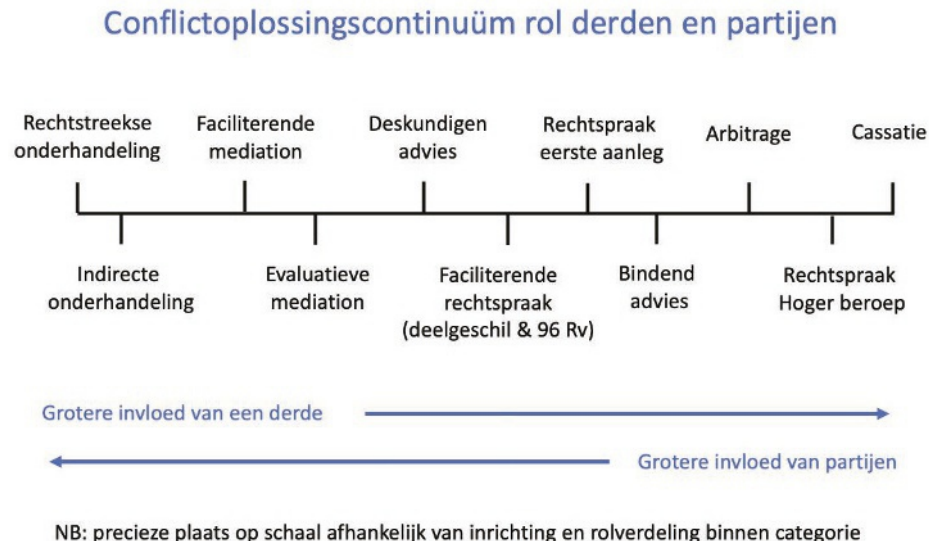 Conflictoplossingscontinuüm rol derden en partijen
Rechtstreekse
onderhandeling
Faciliterende
mediation
Deskundigen
advies
Rechtspraak
eerste aanleg
Arbitrage
Cassatie
Indirecte
onderhandeling
Evaluatieve
mediation
Faciliterende
rechtspraak
(deelgeschil & 96 Rv)
Bindend
advies
Rechtspraak
Hoger beroep
Grotere invloed van een derde
Grotere invloed van partijen
NB: precieze plaats op schaal afhankelijk van inrichting en rolverdeling binnen categorie